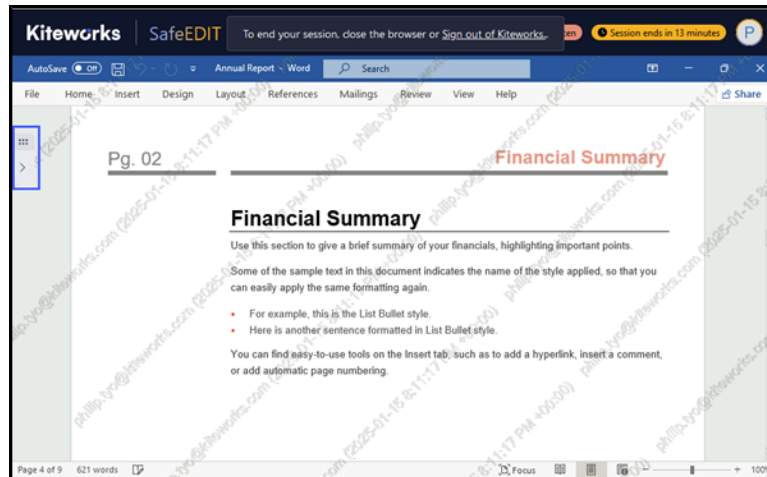 Kiteworks | SafeEDIT
To end your session, close the browser or Sign out of Kiteworks.
Session ends in 13 minutes
P
AutoSave Off
Annual Report - Word
Search
File Home Insert Design Layout References Mailings Review View Help Share
Pg. 02
Financial Summary
Financial Summary
Use this section to give a brief summary of your financials, highlighting important points.
Some of the sample text in this document indicates the name of the style applied, so that you
can easily apply the same formatting again.
• For example, this is the List Bullet style.
• Here is another sentence formatted in List Bullet style.
You can find easy-to-use tools on the Insert tab, such as to add a hyperlink, insert a comment,
or add automatic page numbering.
Page 4 of 9 621 words Focus